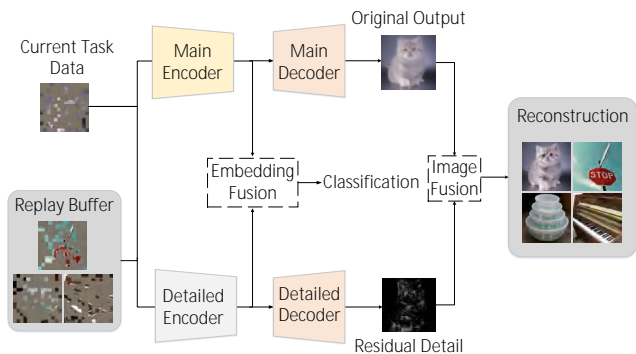 Original Output
Current Task
Data
Main
Encoder
Main
Decoder
Reconstruction
STOP
Embedding
Fusion
Classification
Image
Fusion
Replay Buffer
Detailed
Encoder
Detailed
Decoder
Residual Detail